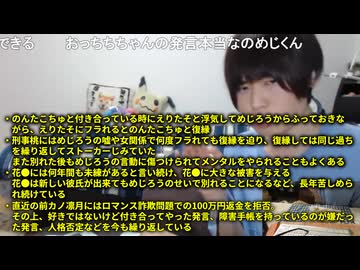 できる　　おっちちちゃんの発言本当なのめじくん
・のんたこちゅと付き合っている時にえりたそと浮気してめじろうからふっておきな
がら、えりたそにフラれるとのんたこちゅと復縁
・刑事桃にはめじろうの嘘や女関係で何度フラれても復縁を迫り、復縁しては同じ過ち
を繰り返してストーカーじみていた
また別れた後もめじろうの言動に傷つけられてメンタルをやられることもよくある
・花●には何年間も未練があると言い続け、花●に大きな被害を与える
花●は新しい彼氏が出来てもめじろうのせいで別れることになるなど、長年苦しめら
れ続けている
・直近の前カノ凛月にはロマンス詐欺問題での100万円返金を拒否
その上、好きではないけど付き合ってやった発言、障害手帳を持っているのが嫌だっ
た発言、人格否定などを今も繰り返している